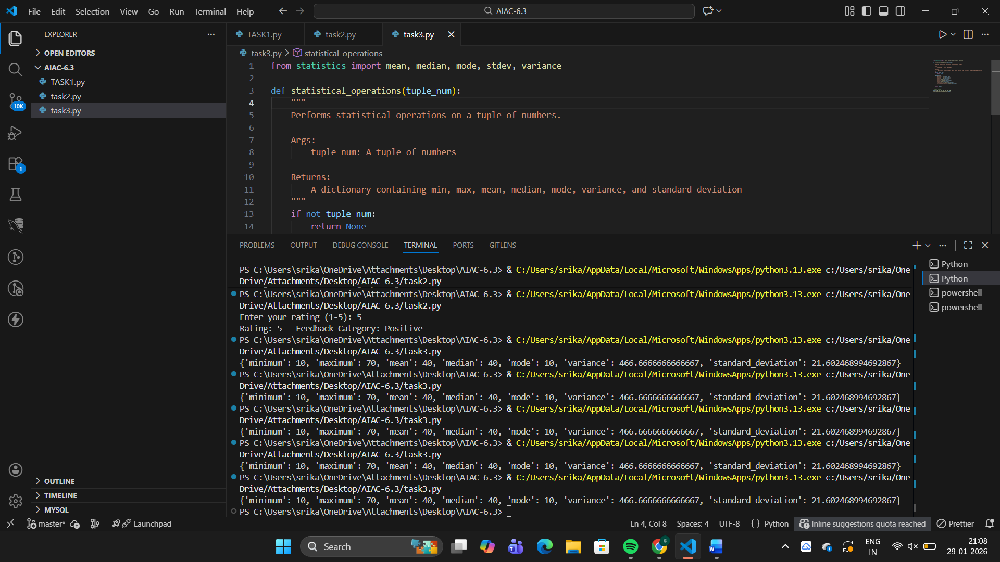 File Edit Selection View Go Run Terminal Help
AIAC-6.3
EXPLORER
OPEN EDITORS
AIAC-6.3
TASK1.py
task2.py
task3.py
OUTLINE
TIMELINE
MYSQL
10K
1
TASK1.py task2.py task3.py
task3.py > statistical_operations
1 from statistics import mean, median, mode, stdev, variance
2
3 def statistical_operations(tuple_num):
4 """
5 Performs statistical operations on a tuple of numbers.
6
7 Args:
8 tuple_num: A tuple of numbers
9
10 Returns:
11 A dictionary containing min, max, mean, median, mode, variance, and standard deviation
12 """
13 if not tuple_num:
14 return None
PROBLEMS OUTPUT DEBUG CONSOLE TERMINAL PORTS GITLENS
PS C:\Users\srika\OneDrive\Attachments\Desktop\AIAC-6.3> & C:/Users/srika/AppData/Local/Microsoft/WindowsApps/python3.13.exe c:/Users/srika/One
Drive/Attachments/Desktop/AIAC-6.3/task2.py
PS C:\Users\srika\OneDrive\Attachments\Desktop\AIAC-6.3> & C:/Users/srika/AppData/Local/Microsoft/WindowsApps/python3.13.exe c:/Users/srika/One
Drive/Attachments/Desktop/AIAC-6.3/task2.py
Enter your rating (1-5): 5
Rating: 5 - Feedback Category: Positive
PS C:\Users\srika\OneDrive\Attachments\Desktop\AIAC-6.3> & C:/Users/srika/AppData/Local/Microsoft/WindowsApps/python3.13.exe c:/Users/srika/One
Drive/Attachments/Desktop/AIAC-6.3/task3.py
{'minimum': 10, 'maximum': 70, 'mean': 40, 'median': 40, 'mode': 10, 'variance': 466.6666666666667, 'standard_deviation': 21.602468994692867}
PS C:\Users\srika\OneDrive\Attachments\Desktop\AIAC-6.3> & C:/Users/srika/AppData/Local/Microsoft/WindowsApps/python3.13.exe c:/Users/srika/One
Drive/Attachments/Desktop/AIAC-6.3/task3.py
{'minimum': 10, 'maximum': 70, 'mean': 40, 'median': 40, 'mode': 10, 'variance': 466.6666666666667, 'standard_deviation': 21.602468994692867}
PS C:\Users\srika\OneDrive\Attachments\Desktop\AIAC-6.3> & C:/Users/srika/AppData/Local/Microsoft/WindowsApps/python3.13.exe c:/Users/srika/One
Drive/Attachments/Desktop/AIAC-6.3/task3.py
{'minimum': 10, 'maximum': 70, 'mean': 40, 'median': 40, 'mode': 10, 'variance': 466.6666666666667, 'standard_deviation': 21.602468994692867}
PS C:\Users\srika\OneDrive\Attachments\Desktop\AIAC-6.3> & C:/Users/srika/AppData/Local/Microsoft/WindowsApps/python3.13.exe c:/Users/srika/One
Drive/Attachments/Desktop/AIAC-6.3/task3.py
{'minimum': 10, 'maximum': 70, 'mean': 40, 'median': 40, 'mode': 10, 'variance': 466.6666666666667, 'standard_deviation': 21.602468994692867}
PS C:\Users\srika\OneDrive\Attachments\Desktop\AIAC-6.3> & C:/Users/srika/AppData/Local/Microsoft/WindowsApps/python3.13.exe c:/Users/srika/One
Drive/Attachments/Desktop/AIAC-6.3/task3.py
{'minimum': 10, 'maximum': 70, 'mean': 40, 'median': 40, 'mode': 10, 'variance': 466.6666666666667, 'standard_deviation': 21.602468994692867}
PS C:\Users\srika\OneDrive\Attachments\Desktop\AIAC-6.3>
Python
Python
powershell
powershell
master* Launchpad Ln 4, Col 8 Spaces: 4 UTF-8 { } Python Inline suggestions quota reached Prettier
Search
ENG
IN
21:08
29-01-2026